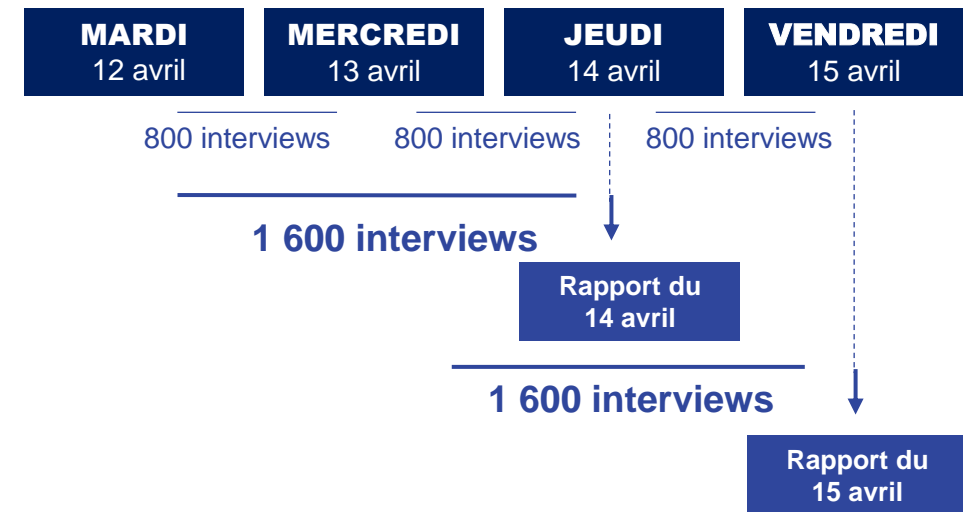 MARDI
12 avril
MERCREDI
13 avril
JEUDI
14 avril
VENDREDI
15 avril
800 interviews
800 interviews
800 interviews
1 600 interviews
Rapport du
14 avril
1 600 interviews
Rapport du
15 avril